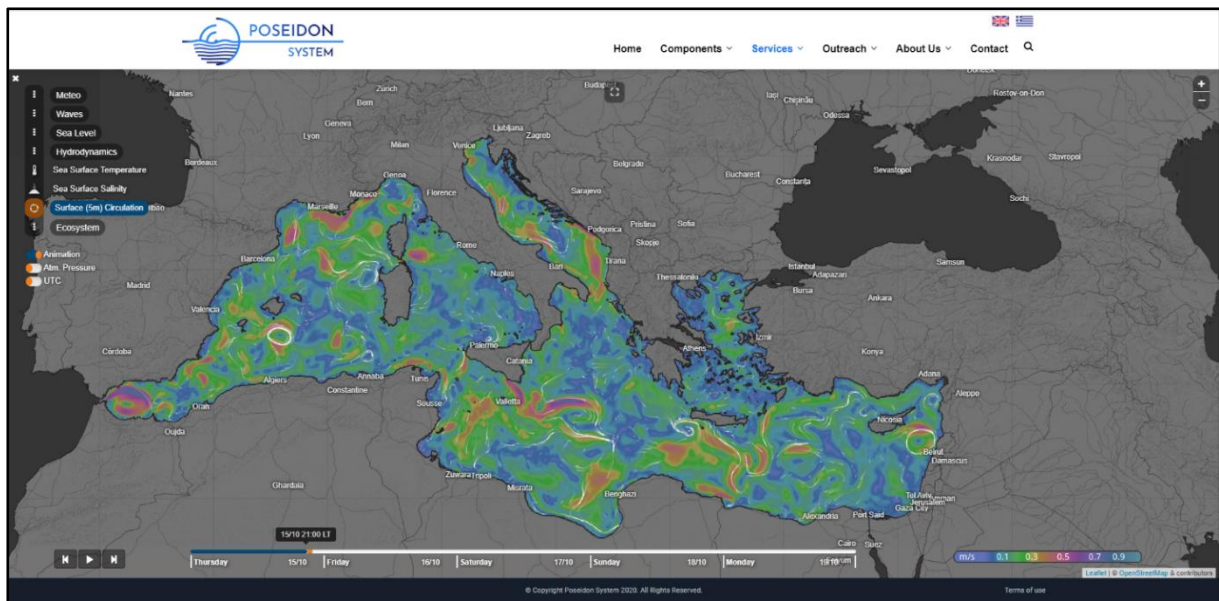 POSEIDON
SYSTEM
Home Components Services Outreach About Us Contact
Meteo
Waves
Sea Level
Hydrodynamics
Sea Surface Temperature
Sea Surface Salinity
Surface (5m) Circulation
Ecosystem
Animation
Atm. Pressure
UTC
Nantes
Zürich
Bern
Geneva
Lyon
Milan
Bordeaux
Venice
Ljubljana
Zagreb
Belgrade
Bucharest
Iași
Chișinău
Odessa
Rostov-on-Don
Krasnodar
Stavropol
Sevastopol
Sochi
Constanța
Genoa
Monaco
Marseille
Florence
Sarajevo
Podgorica
Pristina
Sofia
Skopje
Tirana
Rome
Naples
Bari
Barcelona
Madrid
Valencia
Córdoba
Thessaloniki
Istanbul
Adapazarı
Bursa
Samsun
Ankara
İzmir
Athens
Konya
Adana
Aleppo
Palermo
Catania
Valletta
Algiers
Annaba
Constantine
Tunis
Sousse
Oran
Oujda
Ghardaia
Zuwara
Tripoli
Misrata
Benghazi
Nicosia
Beirut
Damascus
Tel Aviv
Jerusalem
Gaza City
Alexandria
Port Said
Cairo
Suez
15/10 21:00 LT
Thursday 15/10 Friday 16/10 Saturday 17/10 Sunday 18/10 Monday 19/10
m/s 0.1 0.3 0.5 0.7 0.9
Leaflet | © OpenStreetMap & contributors
© Copyright Poseidon System 2020. All Rights Reserved.
Terms of use